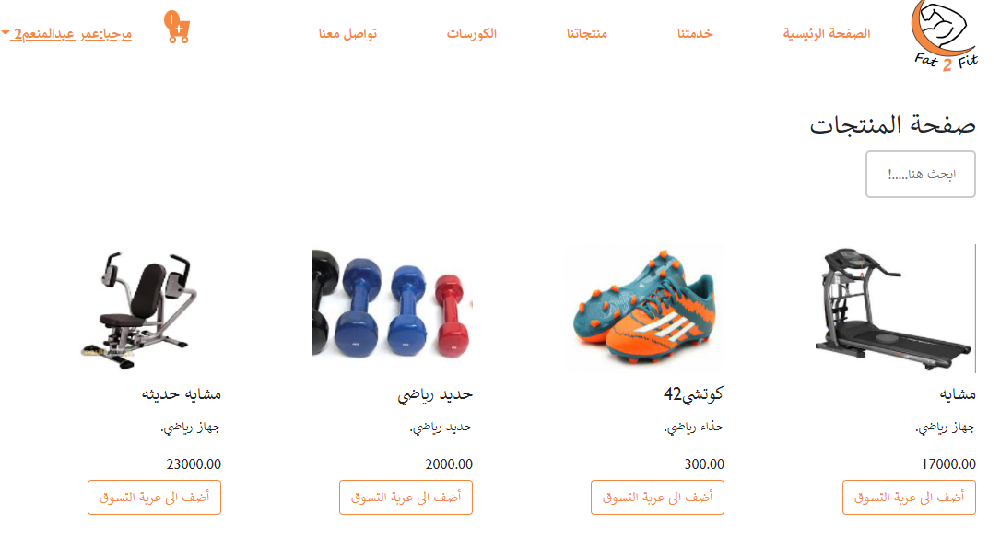 Fat 2 Fit
الصفحة الرئيسية
خدمتنا
منتجاتنا
الكورسات
تواصل معنا
1
مرحبا:عمر عبدالمنعم2
صفحة المنتجات
ابحث هنا.....!
مشايه
جهاز رياضي.
17000.00
أضف الى عربة التسوق
كوتشي42
حذاء رياضي.
300.00
أضف الى عربة التسوق
حديد رياضي
حديد رياضي.
2000.00
أضف الى عربة التسوق
مشايه حديثه
جهاز رياضي.
23000.00
أضف الى عربة التسوق